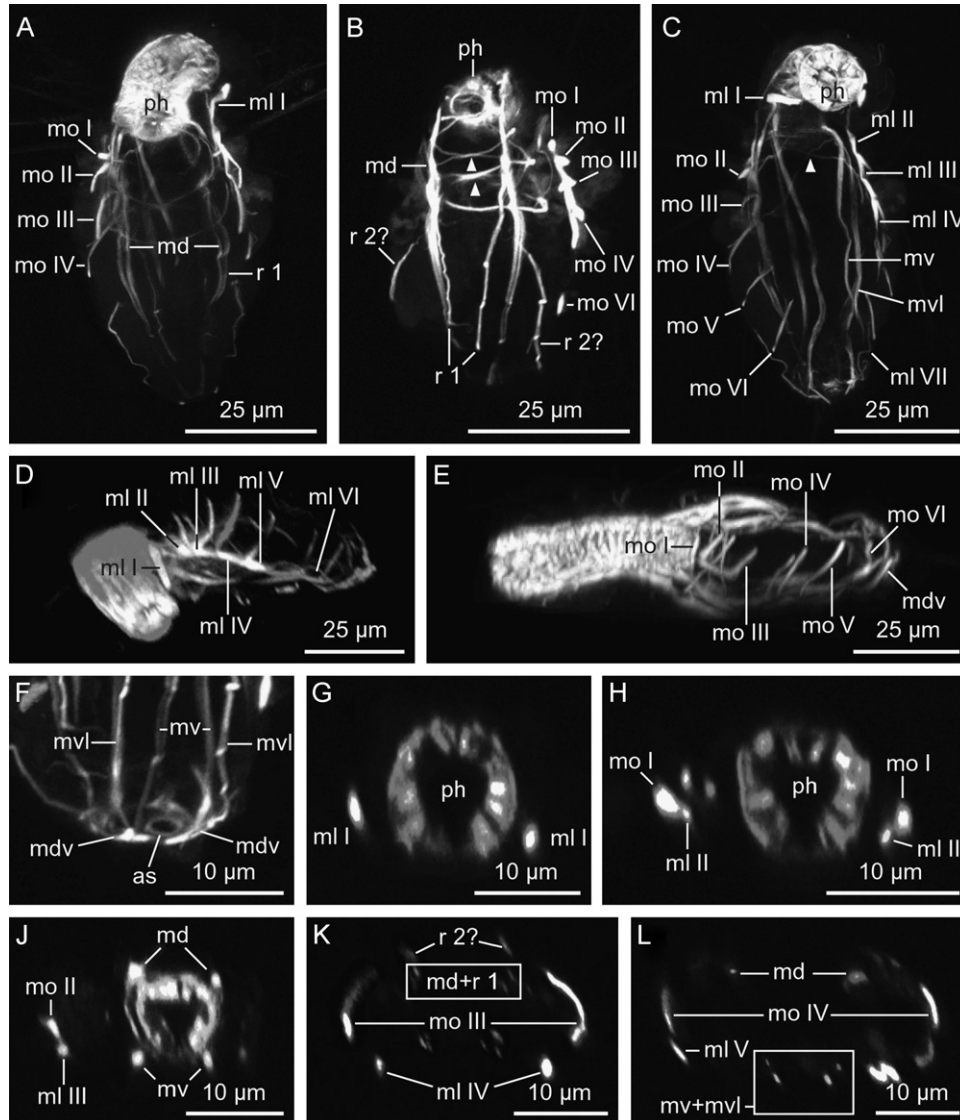 A
ph
ml I
mo I
mo II
mo III
mo IV
md
r 1
25 µm
B
ph
mo I
mo II
mo III
md
r 2?
mo IV
mo VI
r 2?
r 1
25 µm
C
ml I
ph
ml II
mo II
ml III
mo III
ml IV
mo IV
mv
mvl
mo V
mo VI
ml VII
25 µm
D
ml III
ml V
ml II
ml VI
ml I
ml IV
25 µm
E
mo II
mo IV
mo VI
mo I
mdv
mo III
mo V
25 µm
F
mv
mvl
mvl
mdv
mdv
as
10 µm
G
ph
ml I
ml I
10 µm
H
mo I
mo I
ph
ml II
ml II
10 µm
J
md
mo II
ml III
mv
10 µm
K
r 2?
md+r 1
mo III
ml IV
10 µm
L
md
mo IV
ml V
mv+mvl
10 µm